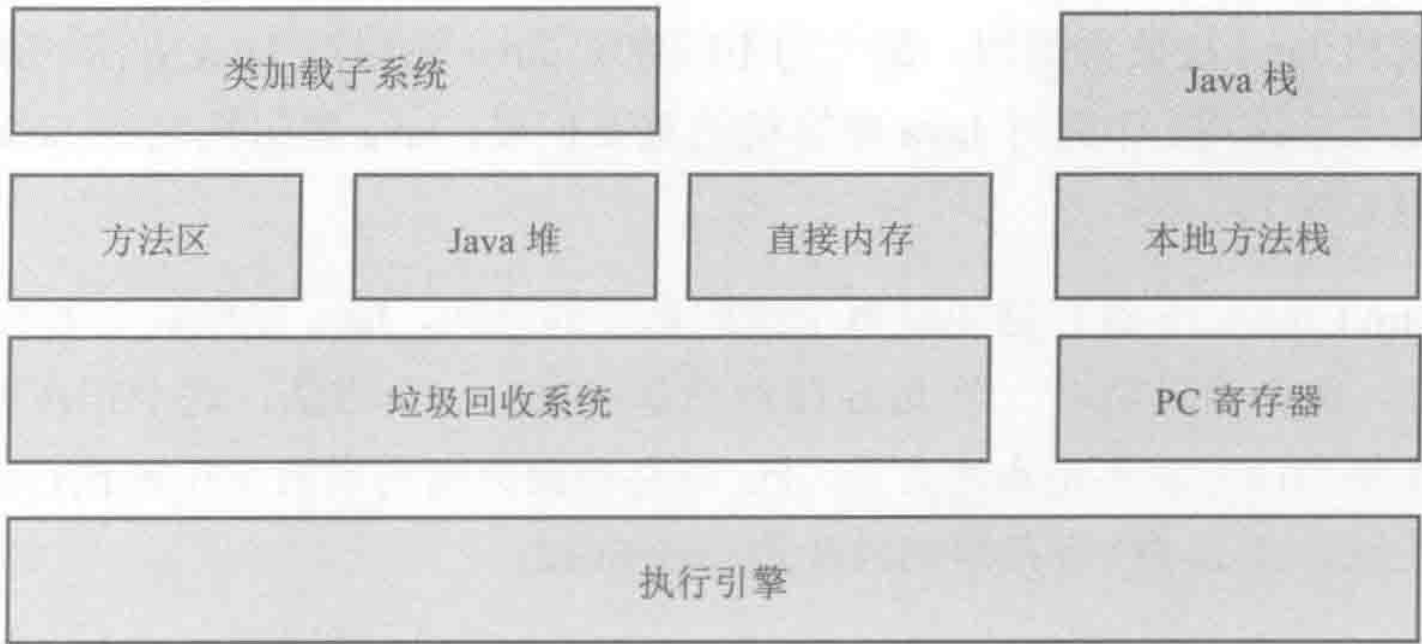 类加载子系统
Java 栈
方法区
Java 堆
直接内存
本地方法栈
垃圾回收系统
PC 寄存器
执行引擎